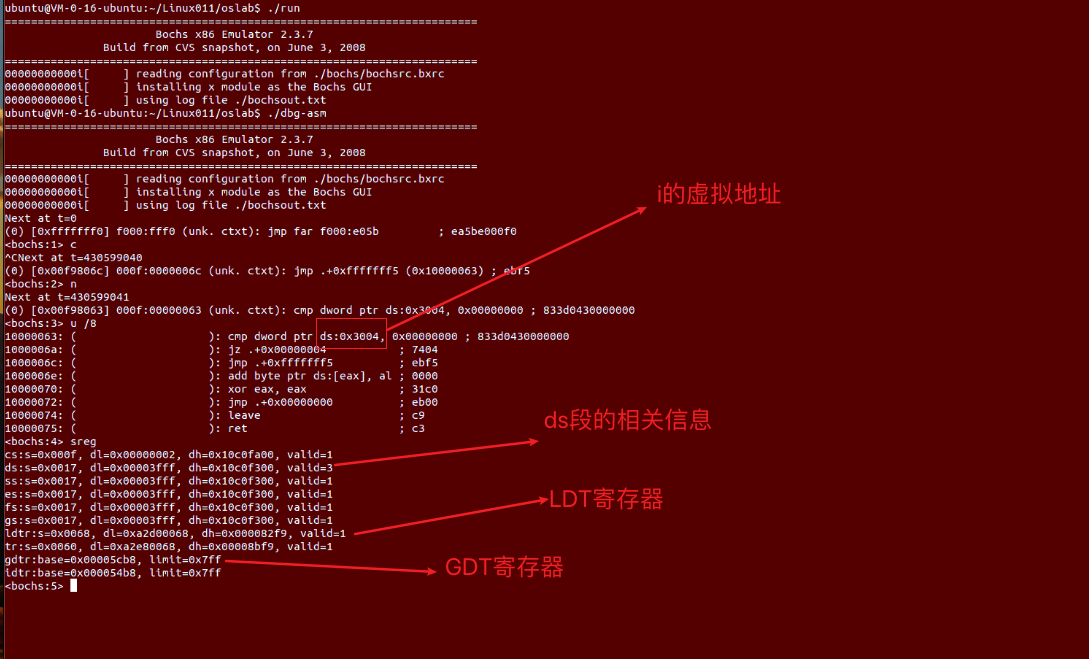 ubuntu@VM-0-16-ubuntu:~/Linux011/oslab$ ./run
========================================================================
Bochs x86 Emulator 2.3.7
Build from CVS snapshot, on June 3, 2008
========================================================================
00000000000i[     ] reading configuration from ./bochs/bochsrc.bxrc
00000000000i[     ] installing x module as the Bochs GUI
00000000000i[     ] using log file ./bochsout.txt
ubuntu@VM-0-16-ubuntu:~/Linux011/oslab$ ./dbg-asm
========================================================================
Bochs x86 Emulator 2.3.7
Build from CVS snapshot, on June 3, 2008
========================================================================
00000000000i[     ] reading configuration from ./bochs/bochsrc.bxrc
00000000000i[     ] installing x module as the Bochs GUI
00000000000i[     ] using log file ./bochsout.txt
Next at t=0
(0) [0xfffffff0] f000:fff0 (unk. ctxt): jmp far f000:e05b         ; ea5be000f0
<bochs:1> c
^CNext at t=430599040
(0) [0x00f9806c] 000f:0000006c (unk. ctxt): jmp .+0xfffffff5 (0x10000063) ; ebf5
<bochs:2> n
Next at t=430599041
(0) [0x00f98063] 000f:00000063 (unk. ctxt): cmp dword ptr ds:0x3004, 0x00000000 ; 833d0430000000
<bochs:3> u /8
10000063: (                    ): cmp dword ptr ds:0x3004, 0x00000000 ; 833d0430000000
1000006a: (                    ): jz .+0x00000004           ; 7404
1000006c: (                    ): jmp .+0xfffffff5          ; ebf5
1000006e: (                    ): add byte ptr ds:[eax], al ; 0000
10000070: (                    ): xor eax, eax              ; 31c0
10000072: (                    ): jmp .+0x00000000          ; eb00
10000074: (                    ): leave                     ; c9
10000075: (                    ): ret                       ; c3
<bochs:4> sreg
cs:s=0x000f, dl=0x00000002, dh=0x10c0fa00, valid=1
ds:s=0x0017, dl=0x00003fff, dh=0x10c0f300, valid=3
ss:s=0x0017, dl=0x00003fff, dh=0x10c0f300, valid=1
es:s=0x0017, dl=0x00003fff, dh=0x10c0f300, valid=1
fs:s=0x0017, dl=0x00003fff, dh=0x10c0f300, valid=1
gs:s=0x0017, dl=0x00003fff, dh=0x10c0f300, valid=1
ldtr:s=0x0068, dl=0xa2d00068, dh=0x000082f9, valid=1
tr:s=0x0060, dl=0xa2e80068, dh=0x00008bf9, valid=1
gdtr:base=0x00005cb8, limit=0x7ff
idtr:base=0x000054b8, limit=0x7ff
<bochs:5>
i的虚拟地址
ds段的相关信息
LDT寄存器
GDT寄存器